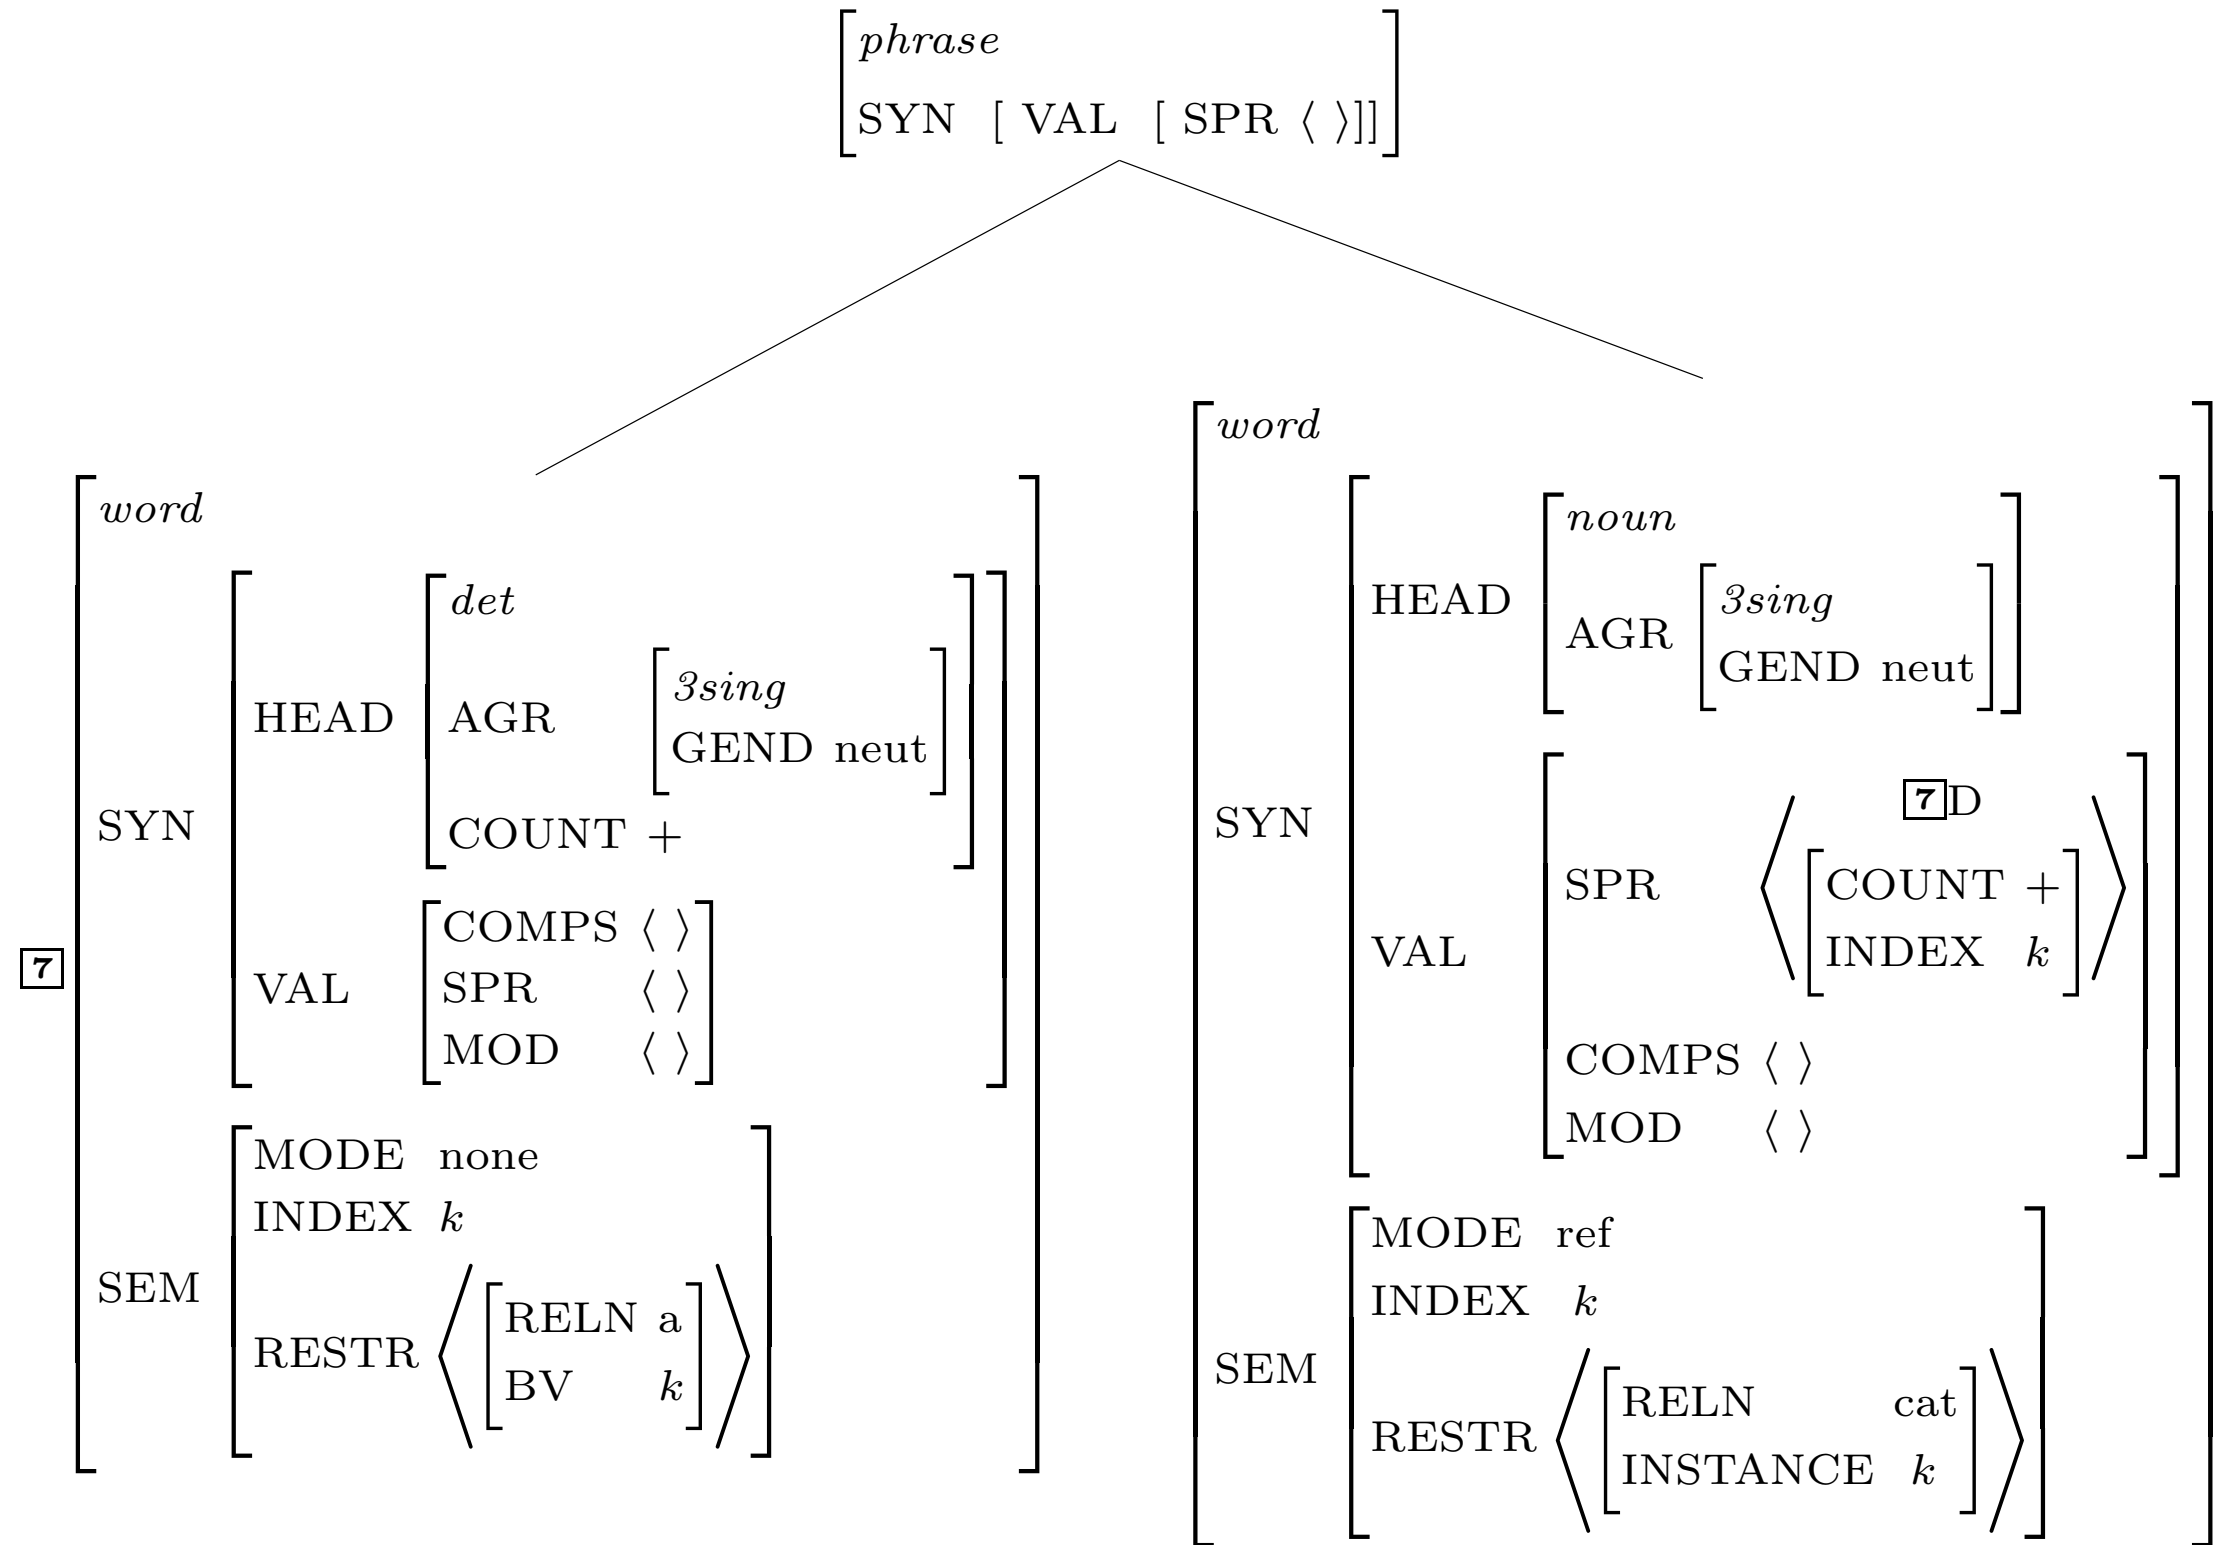 phrase
SYN [ VAL [ SPR ⟨ ⟩]]
7
word
SYN
HEAD
det
AGR
3sing
GEND neut
COUNT +
VAL
COMPS ⟨ ⟩
SPR ⟨ ⟩
MOD ⟨ ⟩
SEM
MODE none
INDEX k
RESTR
RELN a
BV k
word
SYN
HEAD
noun
AGR
3sing
GEND neut
VAL
SPR
7 D
COUNT +
INDEX k
COMPS ⟨ ⟩
MOD ⟨ ⟩
SEM
MODE ref
INDEX k
RESTR
RELN cat
INSTANCE k